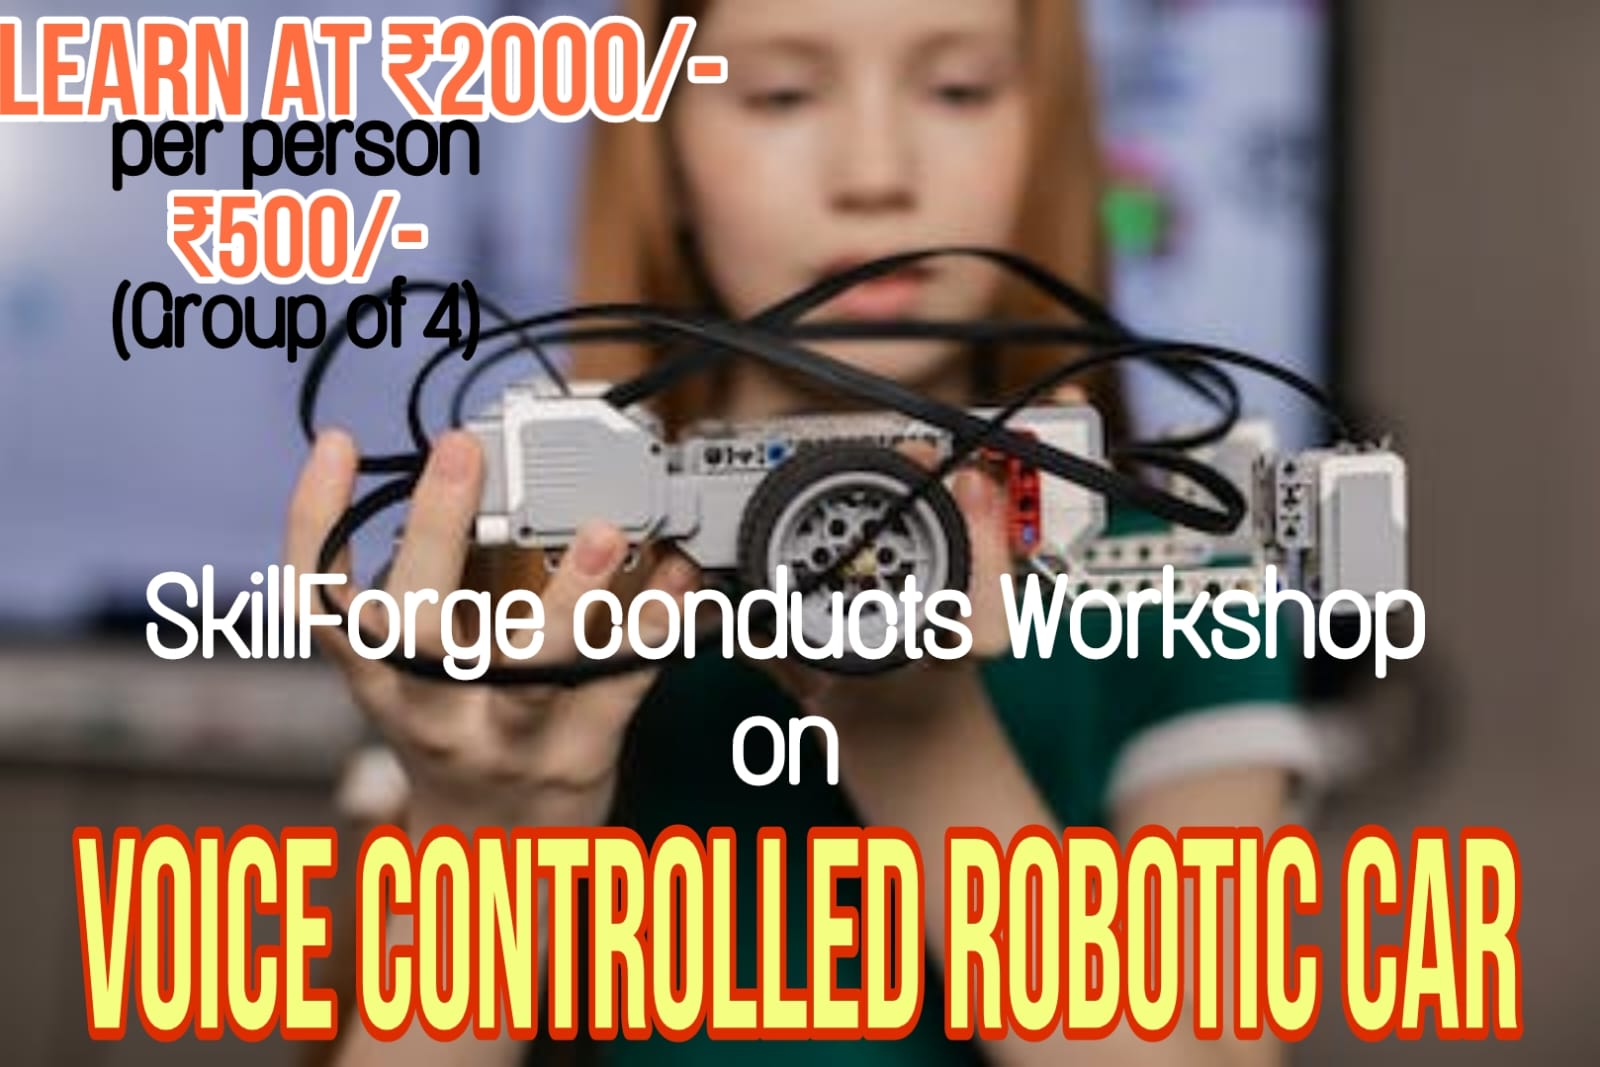 LEARN AT ₹2000/-
per person
₹500/-
(Group of 4)
SkillForge conducts Workshop
on
VOICE CONTROLLED ROBOTIC CAR